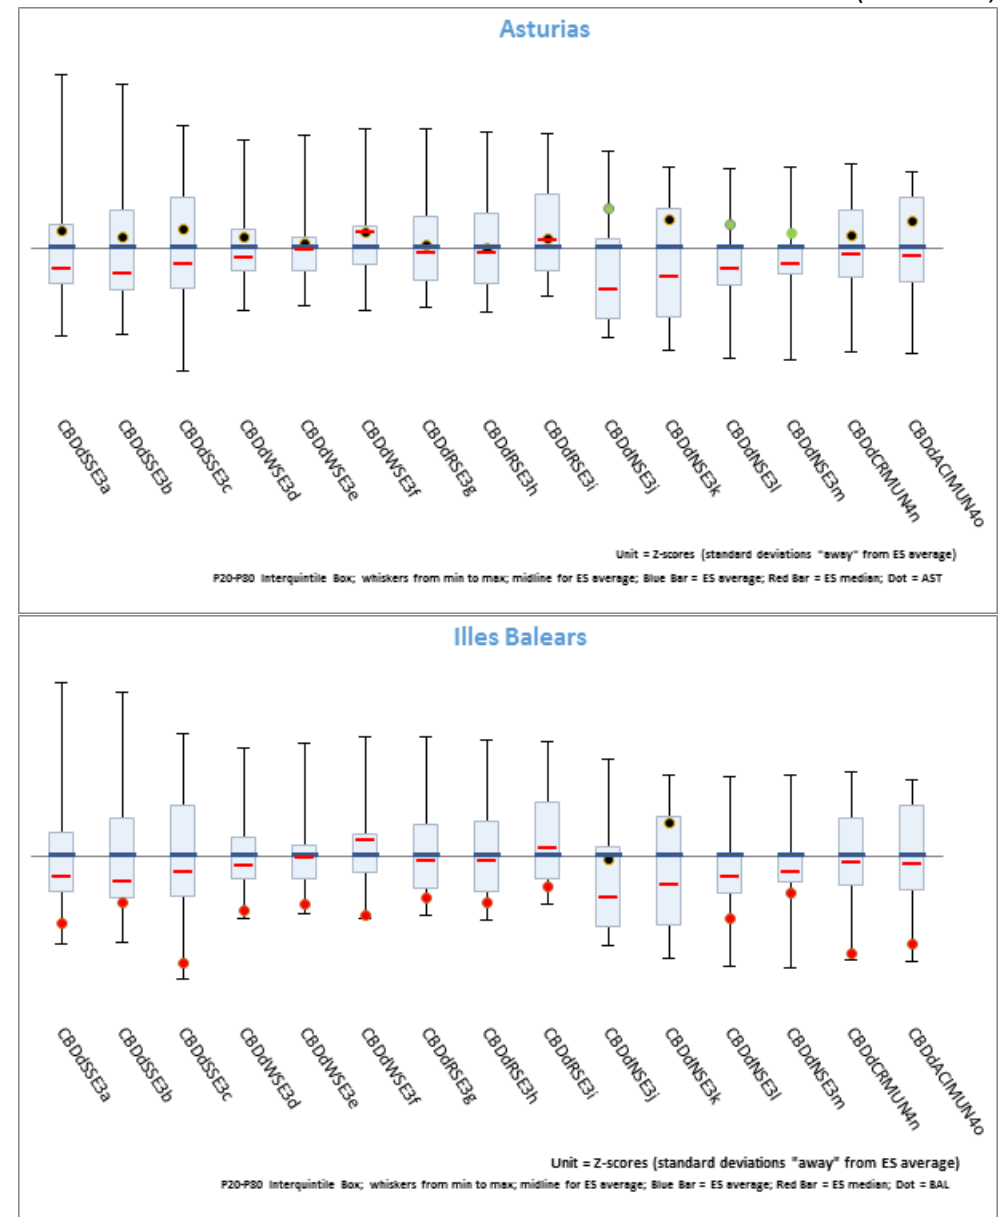 Asturias
CBDdSSE3a
CBDdSSE3b
CBDdSSE3c
CBDdWSE3d
CBDdWSE3e
CBDdWSE3f
CBDdRSE3g
CBDdRSE3h
CBDdRSE3i
CBDdNSE3j
CBDdNSE3k
CBDdNSE3l
CBDdNSE3m
CBDdCRMUN4n
CBDdACIMUN4o
Unit = Z-scores (standard deviations "away" from ES average)
P20-P80 Interquintile Box; whiskers from min to max; midline for ES average; Blue Bar = ES average; Red Bar = ES median; Dot = AST
Illes Balears
CBDdSSE3a
CBDdSSE3b
CBDdSSE3c
CBDdWSE3d
CBDdWSE3e
CBDdWSE3f
CBDdRSE3g
CBDdRSE3h
CBDdRSE3i
CBDdNSE3j
CBDdNSE3k
CBDdNSE3l
CBDdNSE3m
CBDdCRMUN4n
CBDdACIMUN4o
Unit = Z-scores (standard deviations "away" from ES average)
P20-P80 Interquintile Box; whiskers from min to max; midline for ES average; Blue Bar = ES average; Red Bar = ES median; Dot = BAL